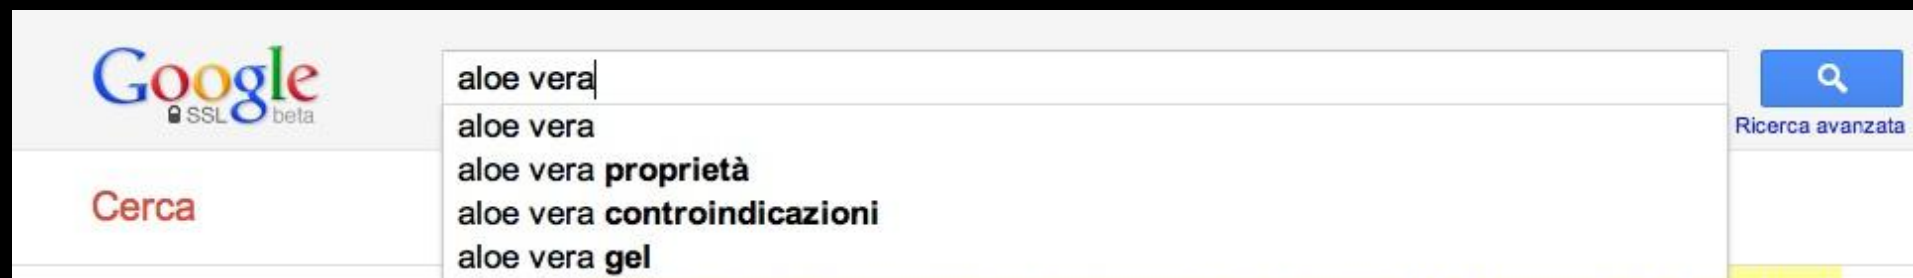 Google
SSL beta
aloe vera
Ricerca avanzata
aloe vera
aloe vera proprietà
Cerca
aloe vera controindicazioni
aloe vera gel